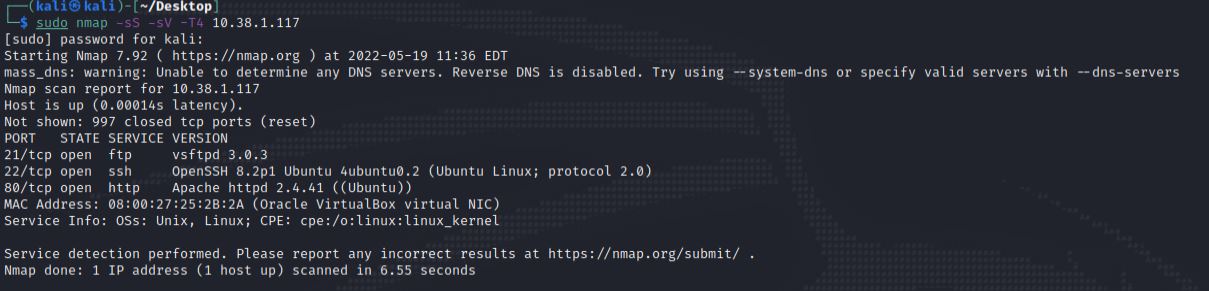 ┌──(kali㉿kali)-[~/Desktop]
└─$ sudo nmap -sS -sV -T4 10.38.1.117
[sudo] password for kali:
Starting Nmap 7.92 ( https://nmap.org ) at 2022-05-19 11:36 EDT
mass_dns: warning: Unable to determine any DNS servers. Reverse DNS is disabled. Try using --system-dns or specify valid servers with --dns-servers
Nmap scan report for 10.38.1.117
Host is up (0.00014s latency).
Not shown: 997 closed tcp ports (reset)
PORT   STATE SERVICE VERSION
21/tcp open  ftp     vsftpd 3.0.3
22/tcp open  ssh     OpenSSH 8.2p1 Ubuntu 4ubuntu0.2 (Ubuntu Linux; protocol 2.0)
80/tcp open  http    Apache httpd 2.4.41 ((Ubuntu))
MAC Address: 08:00:27:25:2B:2A (Oracle VirtualBox virtual NIC)
Service Info: OSs: Unix, Linux; CPE: cpe:/o:linux:linux_kernel

Service detection performed. Please report any incorrect results at https://nmap.org/submit/ .
Nmap done: 1 IP address (1 host up) scanned in 6.55 seconds